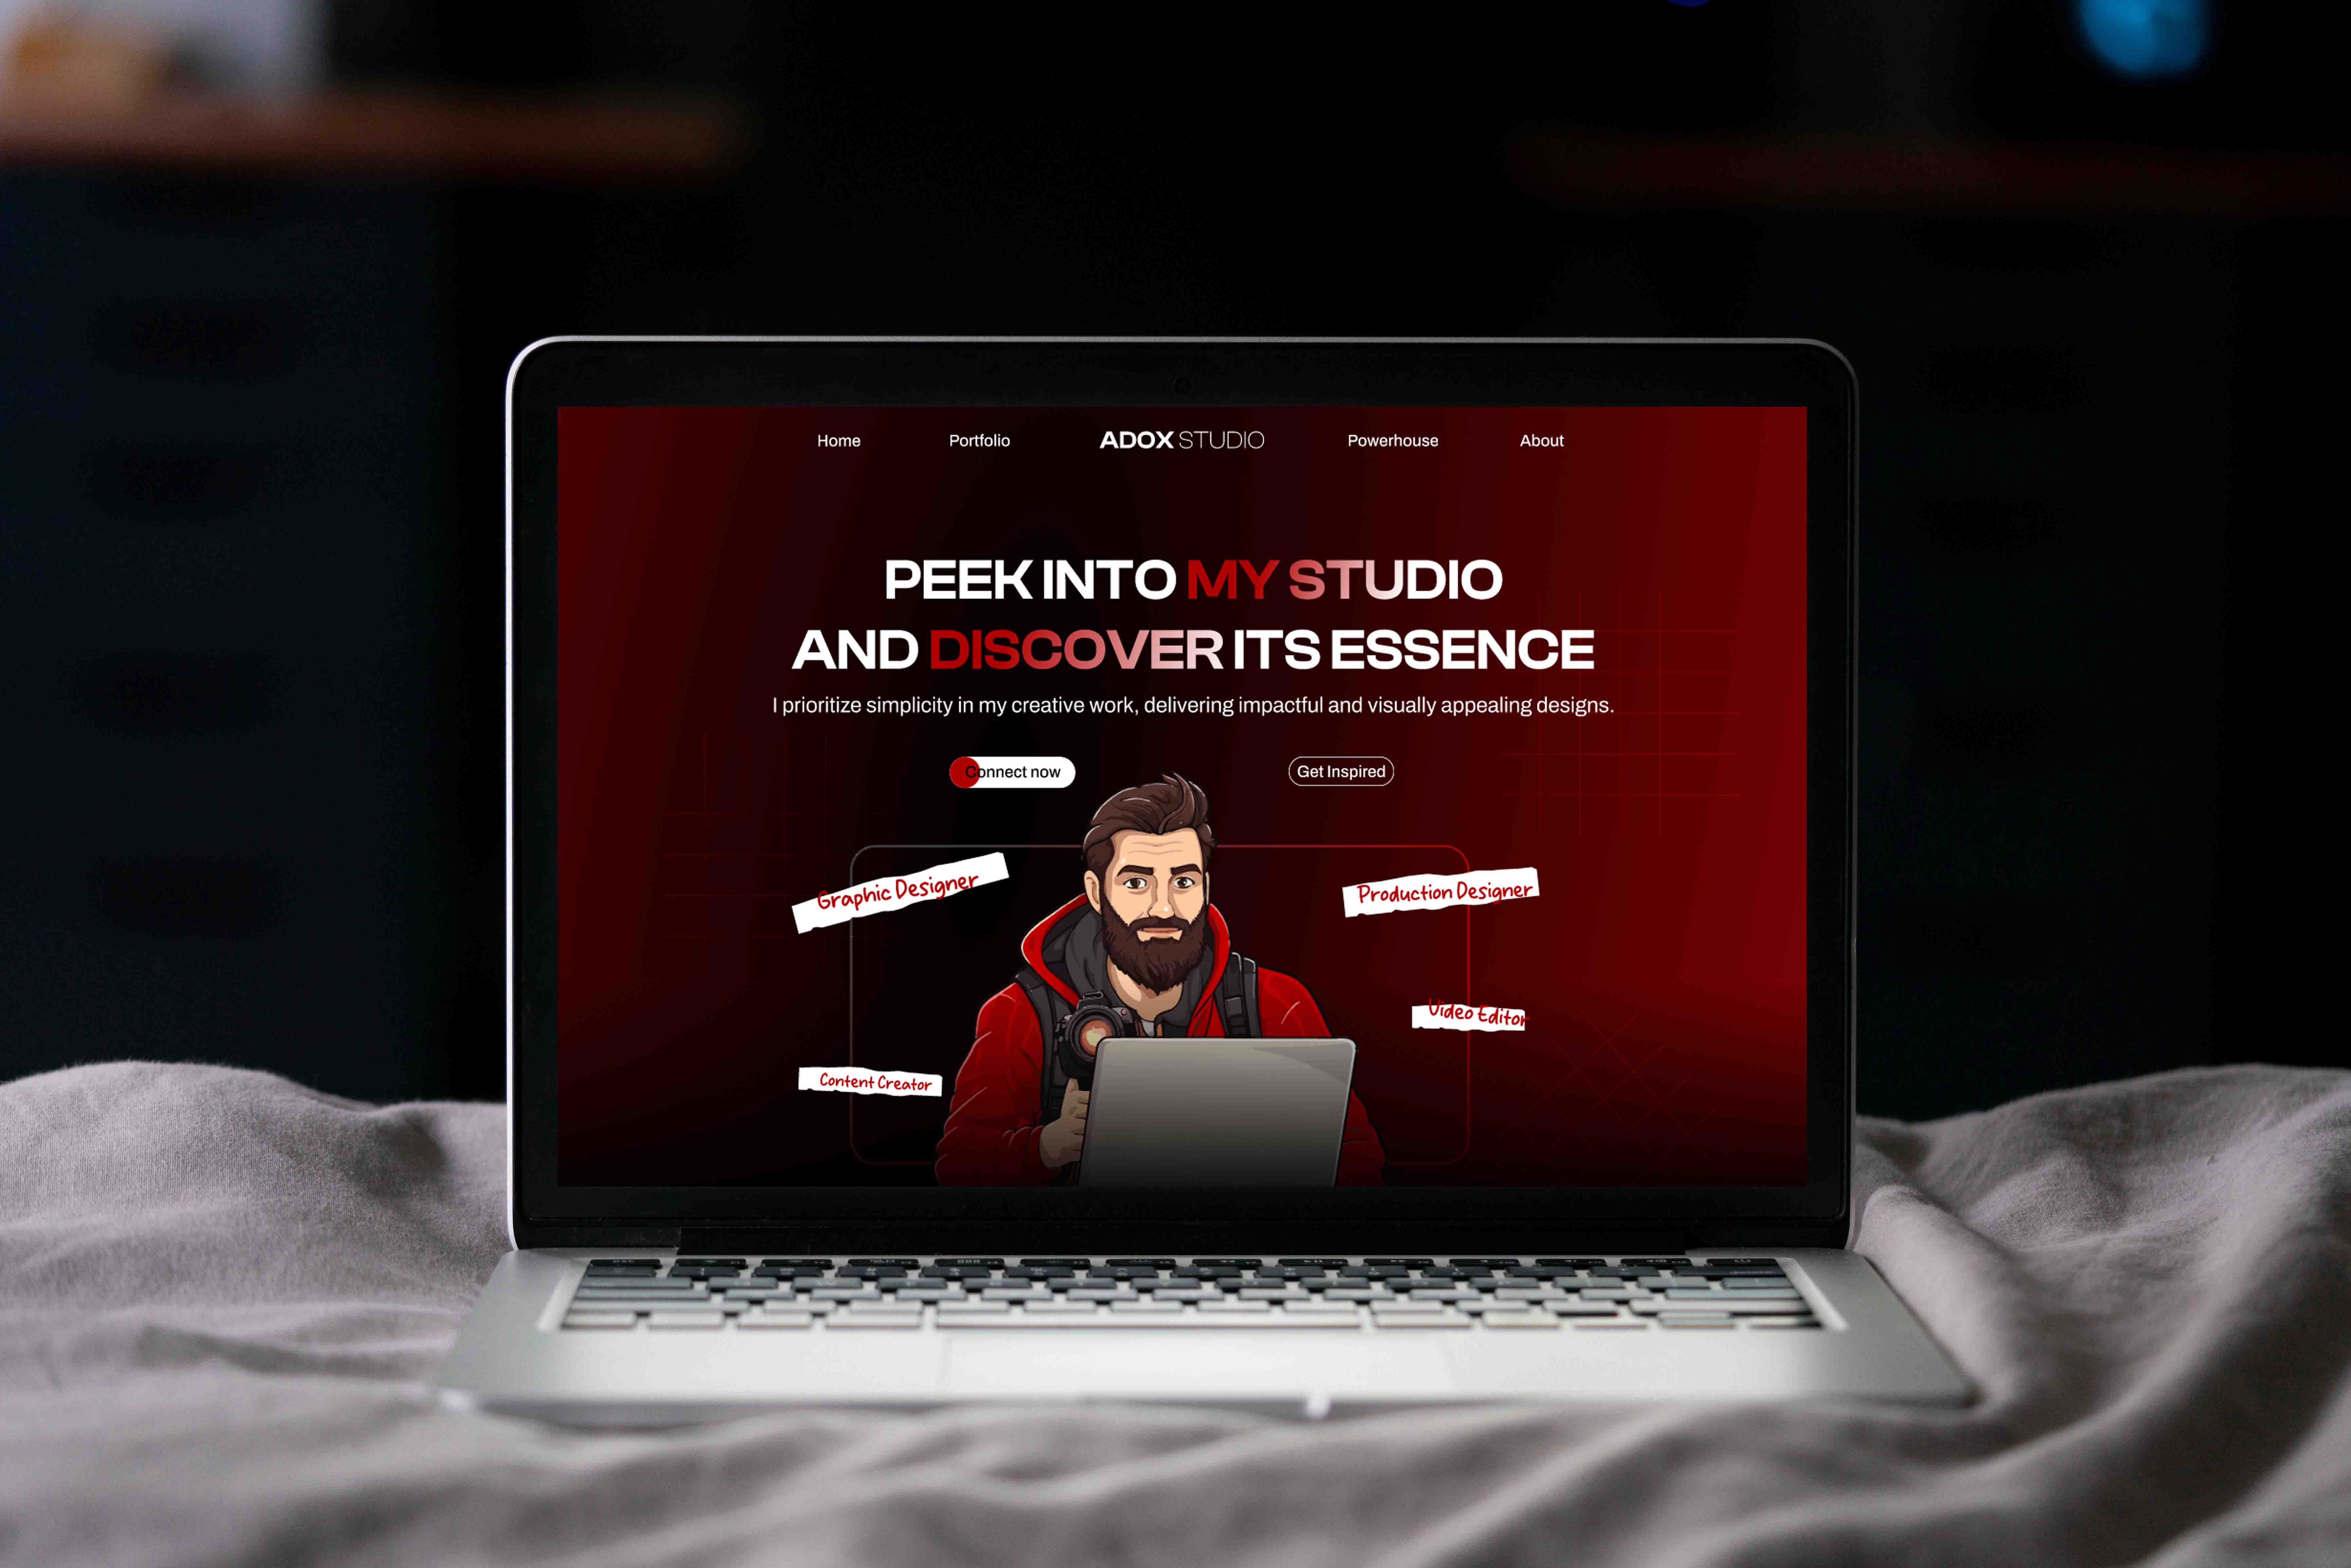 Home Portfolio ADOX STUDIO Powerhouse About
PEEK INTO MY STUDIO
AND DISCOVER ITS ESSENCE
I prioritize simplicity in my creative work, delivering impactful and visually appealing designs.
Connect now Get Inspired
Graphic Designer Production Designer
Video Editor
Content Creator